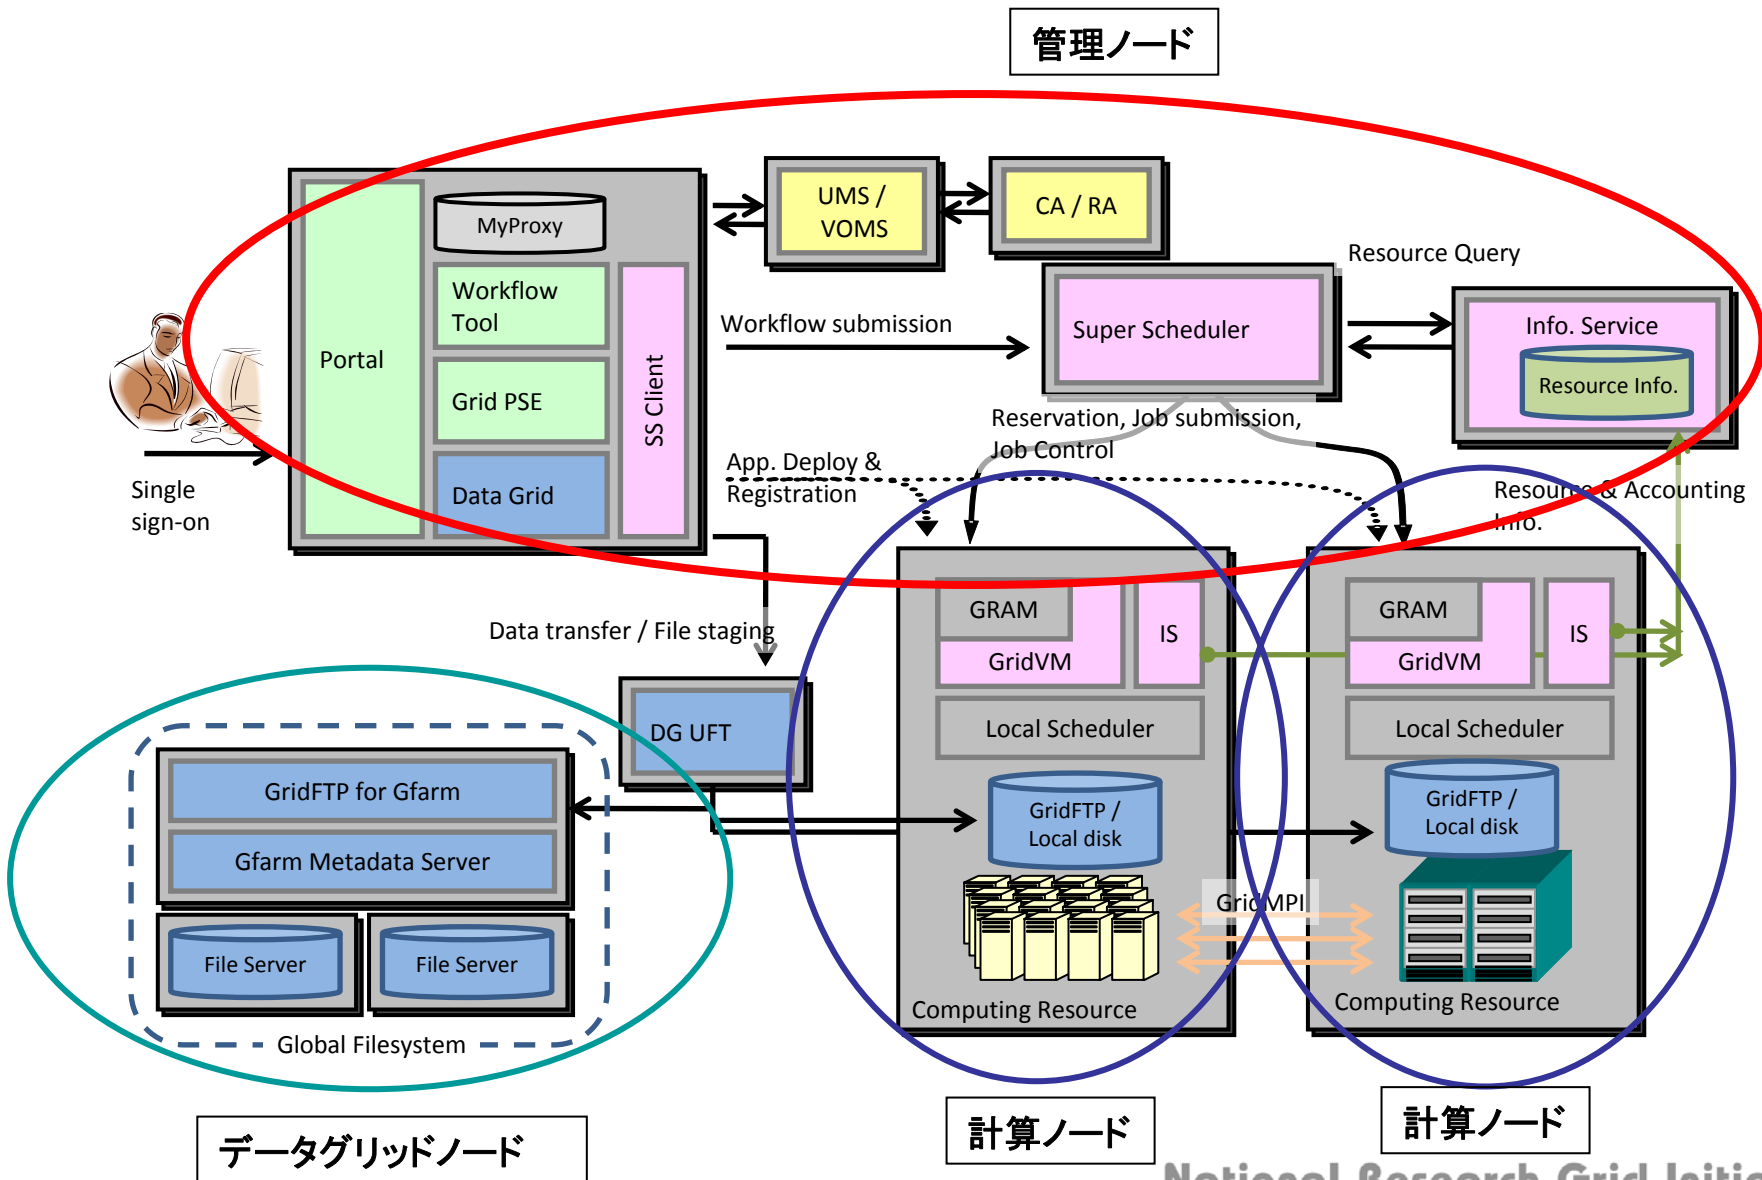 管理ノード
UMS /
VOMS
CA / RA
MyProxy
Resource Query
Workflow
Tool
Workflow submission
Super Scheduler
Info. Service
Portal
Resource Info.
Grid PSE
SS Client
Reservation, Job submission,
Job Control
App. Deploy &
Registration
Data Grid
Single
sign-on
Resource & Accounting
Info.
GRAM
IS
GridVM
GRAM
IS
GridVM
Data transfer / File staging
DG UFT
Local Scheduler
Local Scheduler
GridFTP for Gfarm
Gfarm Metadata Server
GridFTP /
Local disk
GridFTP /
Local disk
GridMPI
File Server
File Server
Computing Resource
Computing Resource
Global Filesystem
データグリッドノード
計算ノード
計算ノード
National Research Grid Initia